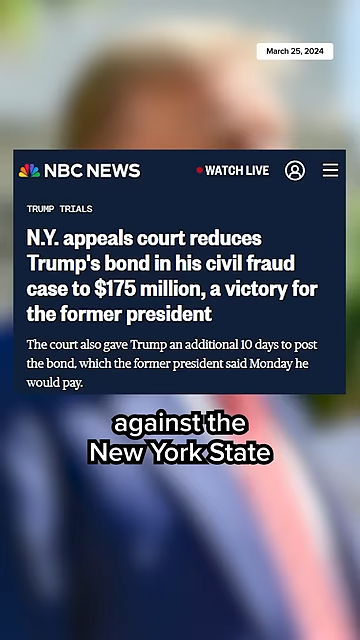 March 25, 2024
NBC NEWS
WATCH LIVE
TRUMP TRIALS
N.Y. appeals court reduces
Trump's bond in his civil fraud
case to $175 million, a victory for
the former president
The court also gave Trump an additional 10 days to post
the bond, which the former president said Monday he
would pay.
against the
New York State